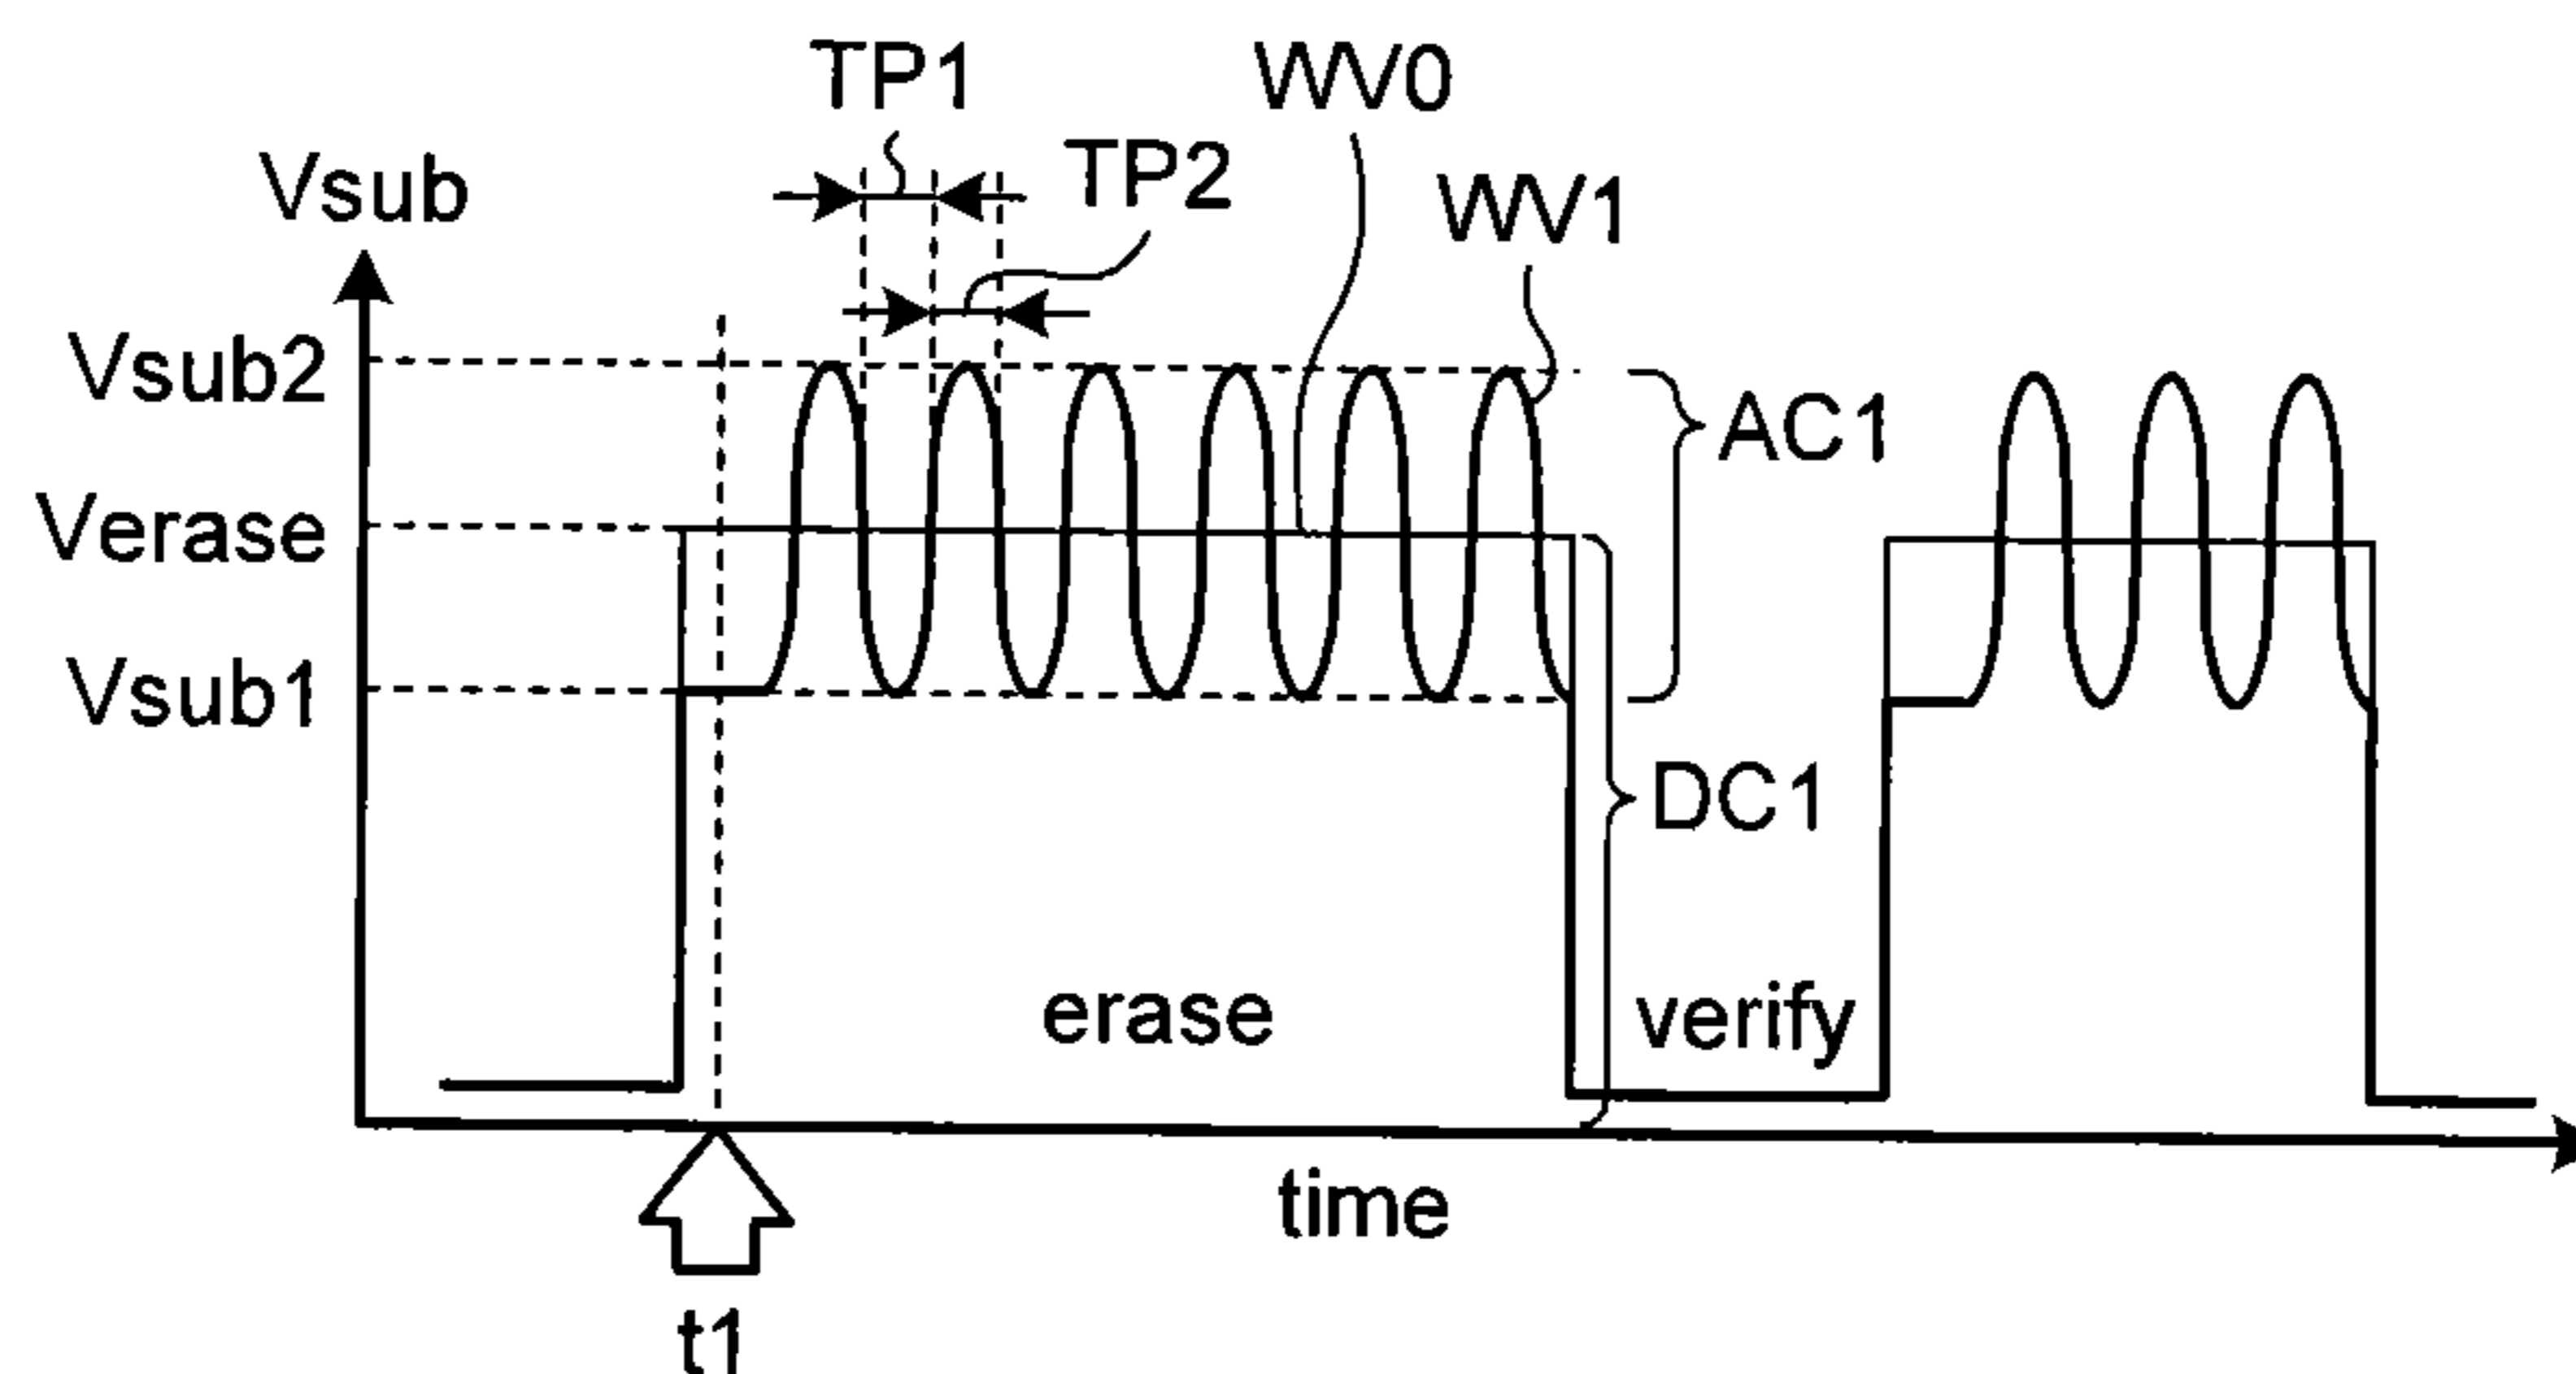 TP1
WV0
TP2
Vsub
WV1
Vsub2
AC1
Verase
Vsub1
DC1
erase
verify
time
t1